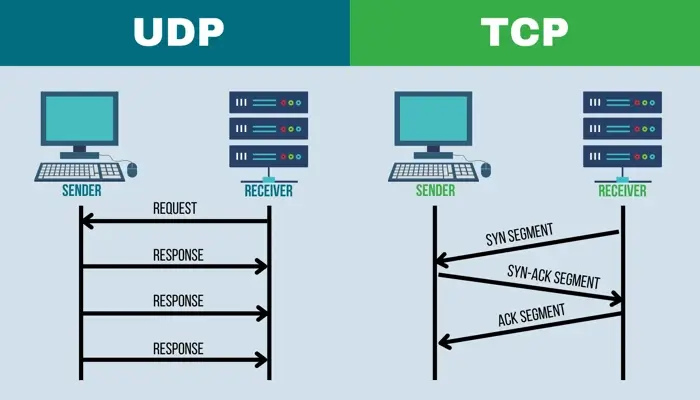 UDP
SENDER
RECEIVER
REQUEST
RESPONSE
RESPONSE
RESPONSE
TCP
SENDER
RECEIVER
SYN SEGMENT
SYN-ACK SEGMENT
ACK SEGMENT